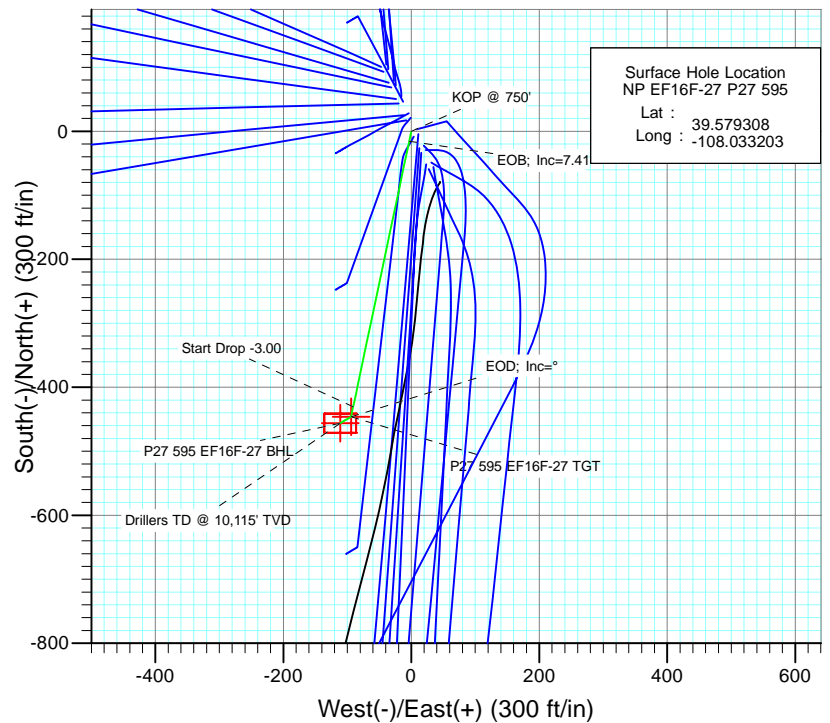 Surface Hole Location
NP EF16F-27 P27 595
Lat : 39.579308
Long : -108.033203
KOP @ 750'
EOB; Inc=7.41
Start Drop -3.00
EOD; Inc=°
P27 595 EF16F-27 BHL
P27 595 EF16F-27 TGT
Drillers TD @ 10,115' TVD
South(-)/North(+) (300 ft/in)
0
-200
-400
-600
-800
-400
-200
0
200
400
600
West(-)/East(+) (300 ft/in)